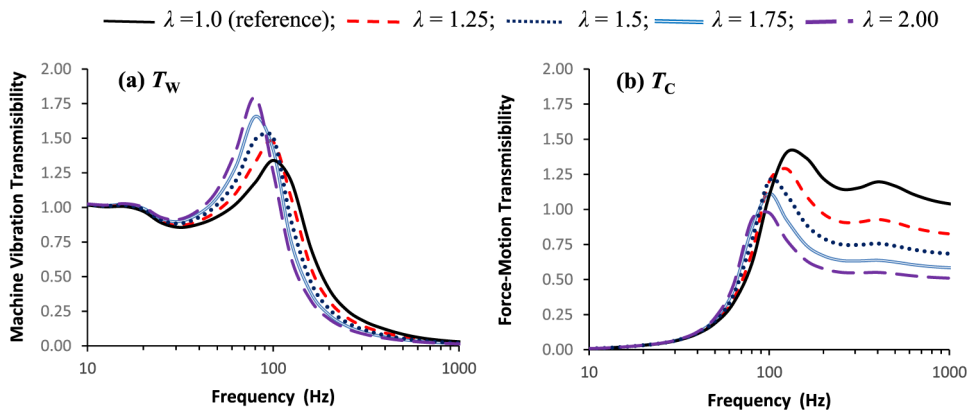 λ =1.0 (reference); λ = 1.25; λ = 1.5; λ = 1.75; λ = 2.00
(a) TW
Machine Vibration Transmisibility
2.00
1.75
1.50
1.25
1.00
0.75
0.50
0.25
0.00
10 100 1000
Frequency (Hz)
(b) TC
Force-Motion Transmisibility
2.00
1.75
1.50
1.25
1.00
0.75
0.50
0.25
0.00
10 100 1000
Frequency (Hz)